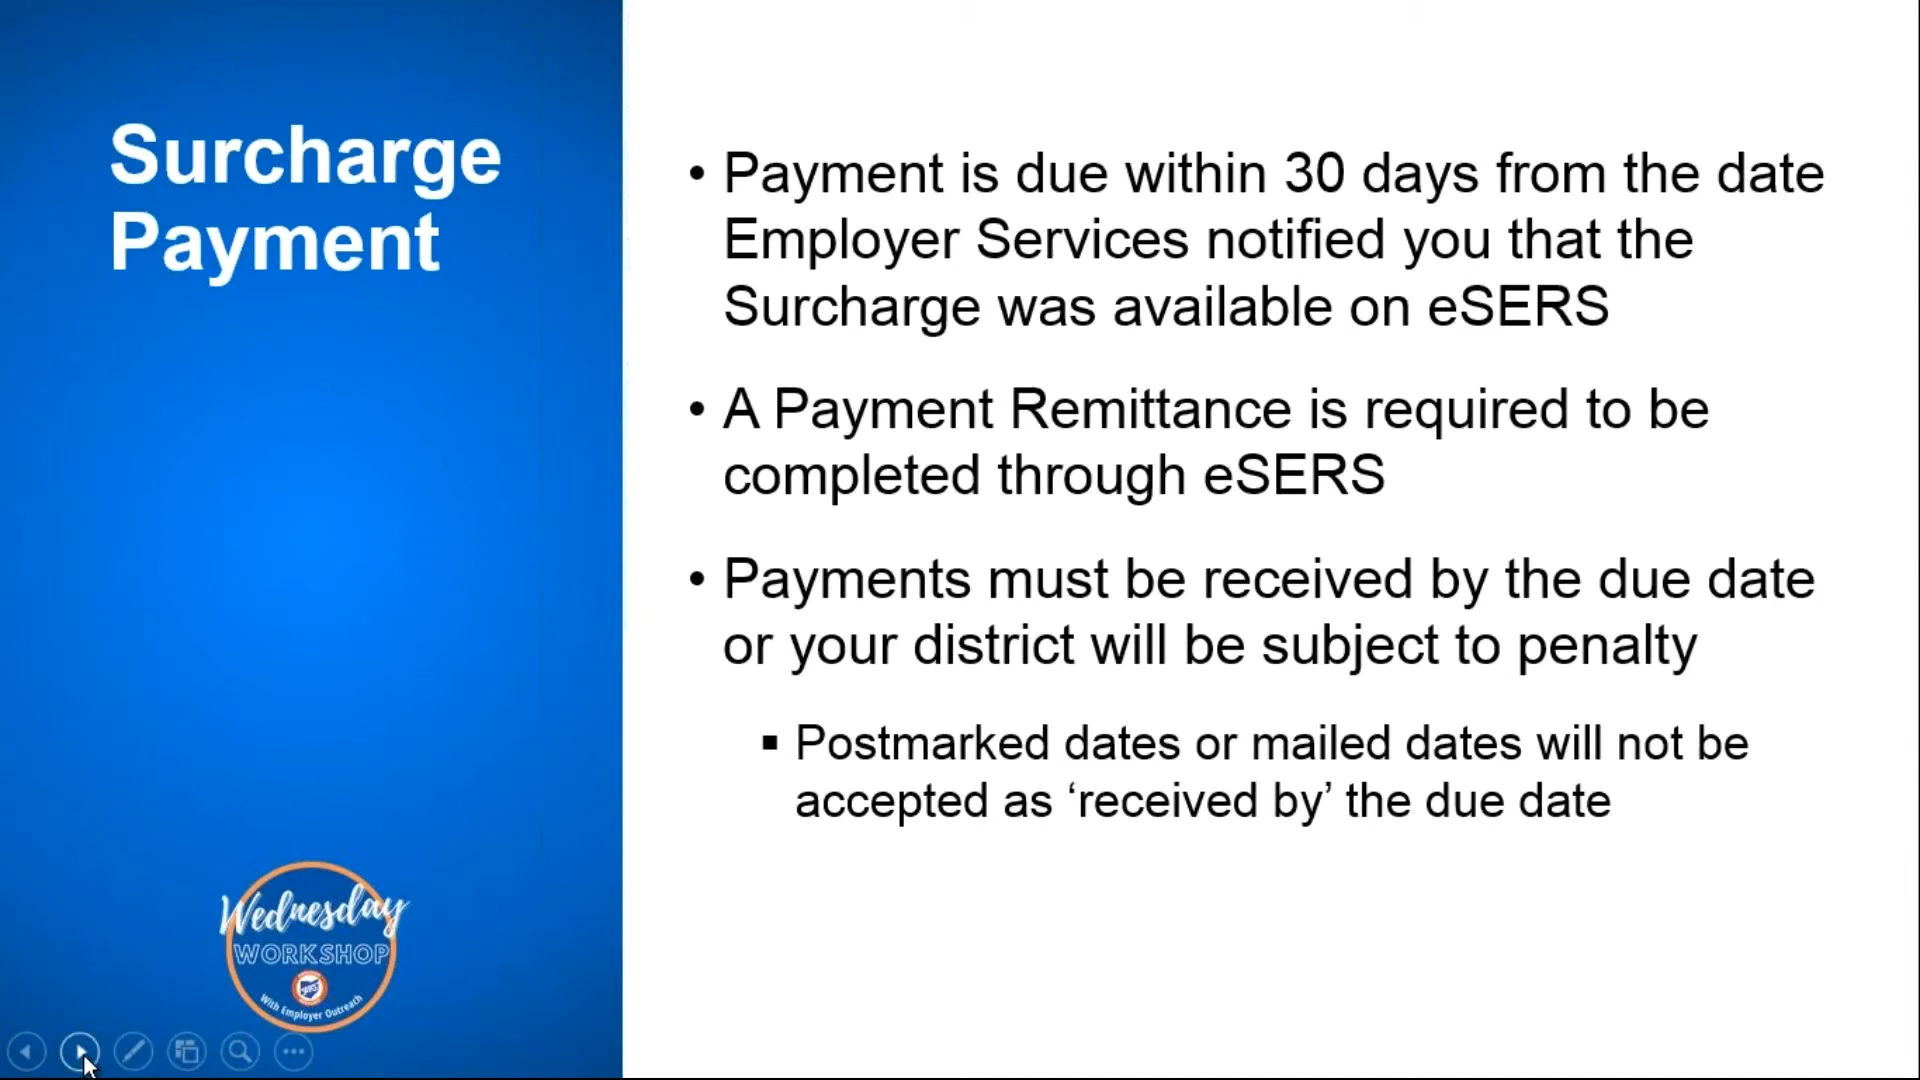 Surcharge
Payment
• Payment is due within 30 days from the date
Employer Services notified you that the
Surcharge was available on eSERS
• A Payment Remittance is required to be
completed through eSERS
• Payments must be received by the due date
or your district will be subject to penalty
▪ Postmarked dates or mailed dates will not be
accepted as ‘received by’ the due date
Wednesday
WORKSHOP
With Employer Outreach